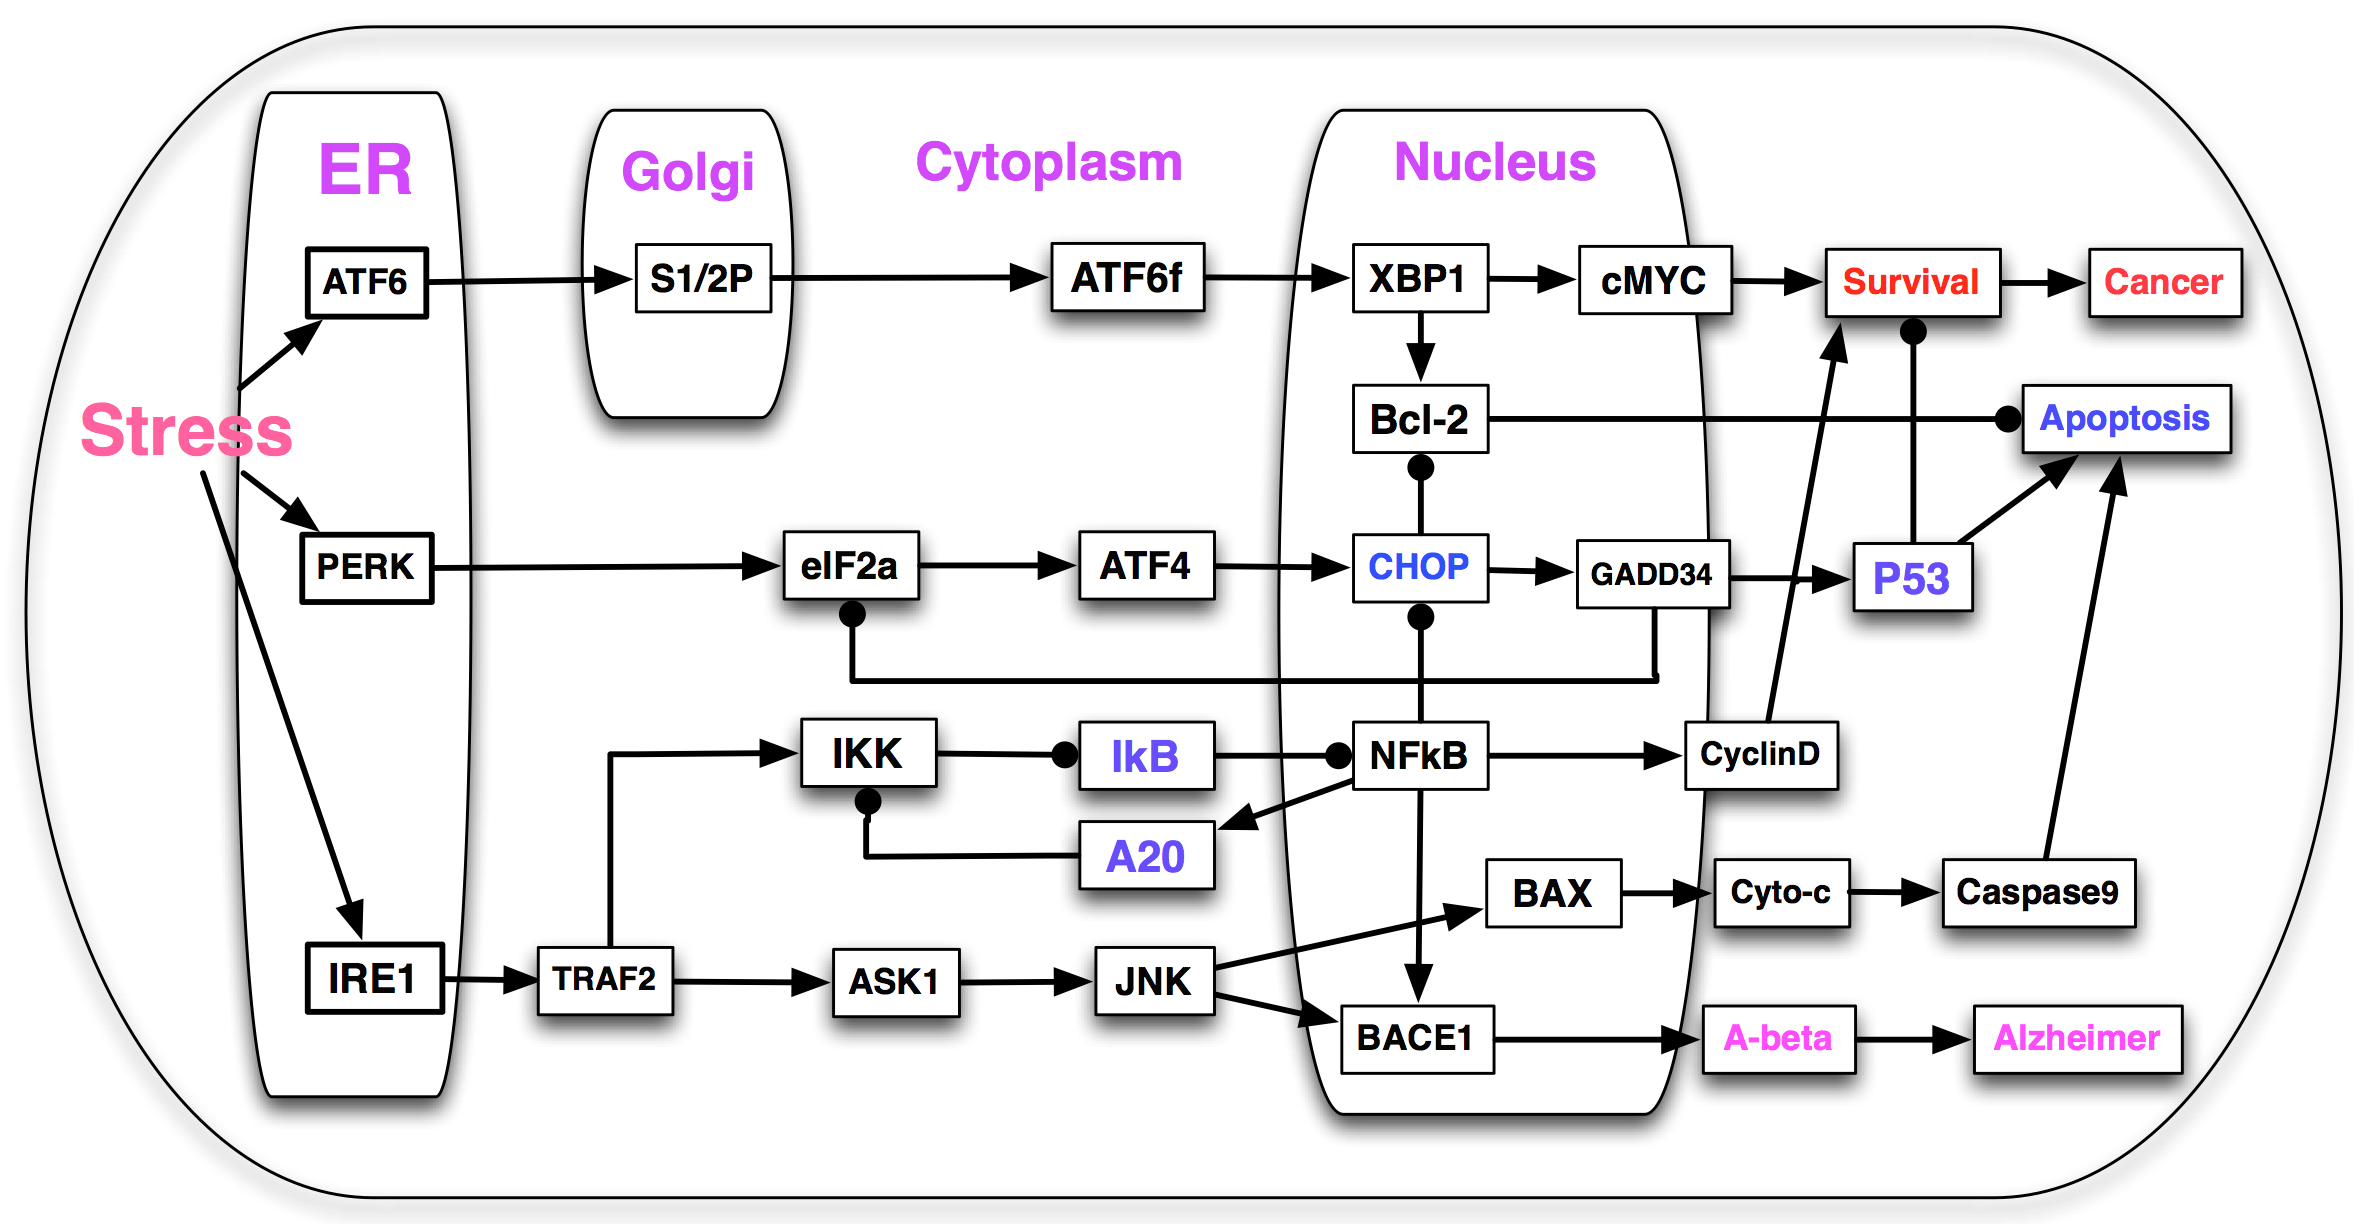 ER
Golgi
Cytoplasm
Nucleus
ATF6
S1/2P
ATF6f
XBP1
cMYC
Survival
Cancer
Stress
Bcl-2
Apoptosis
PERK
eIF2a
ATF4
CHOP
GADD34
P53
IKK
IkB
NFkB
CyclinD
A20
BAX
Cyto-c
Caspase9
IRE1
TRAF2
ASK1
JNK
BACE1
A-beta
Alzheimer